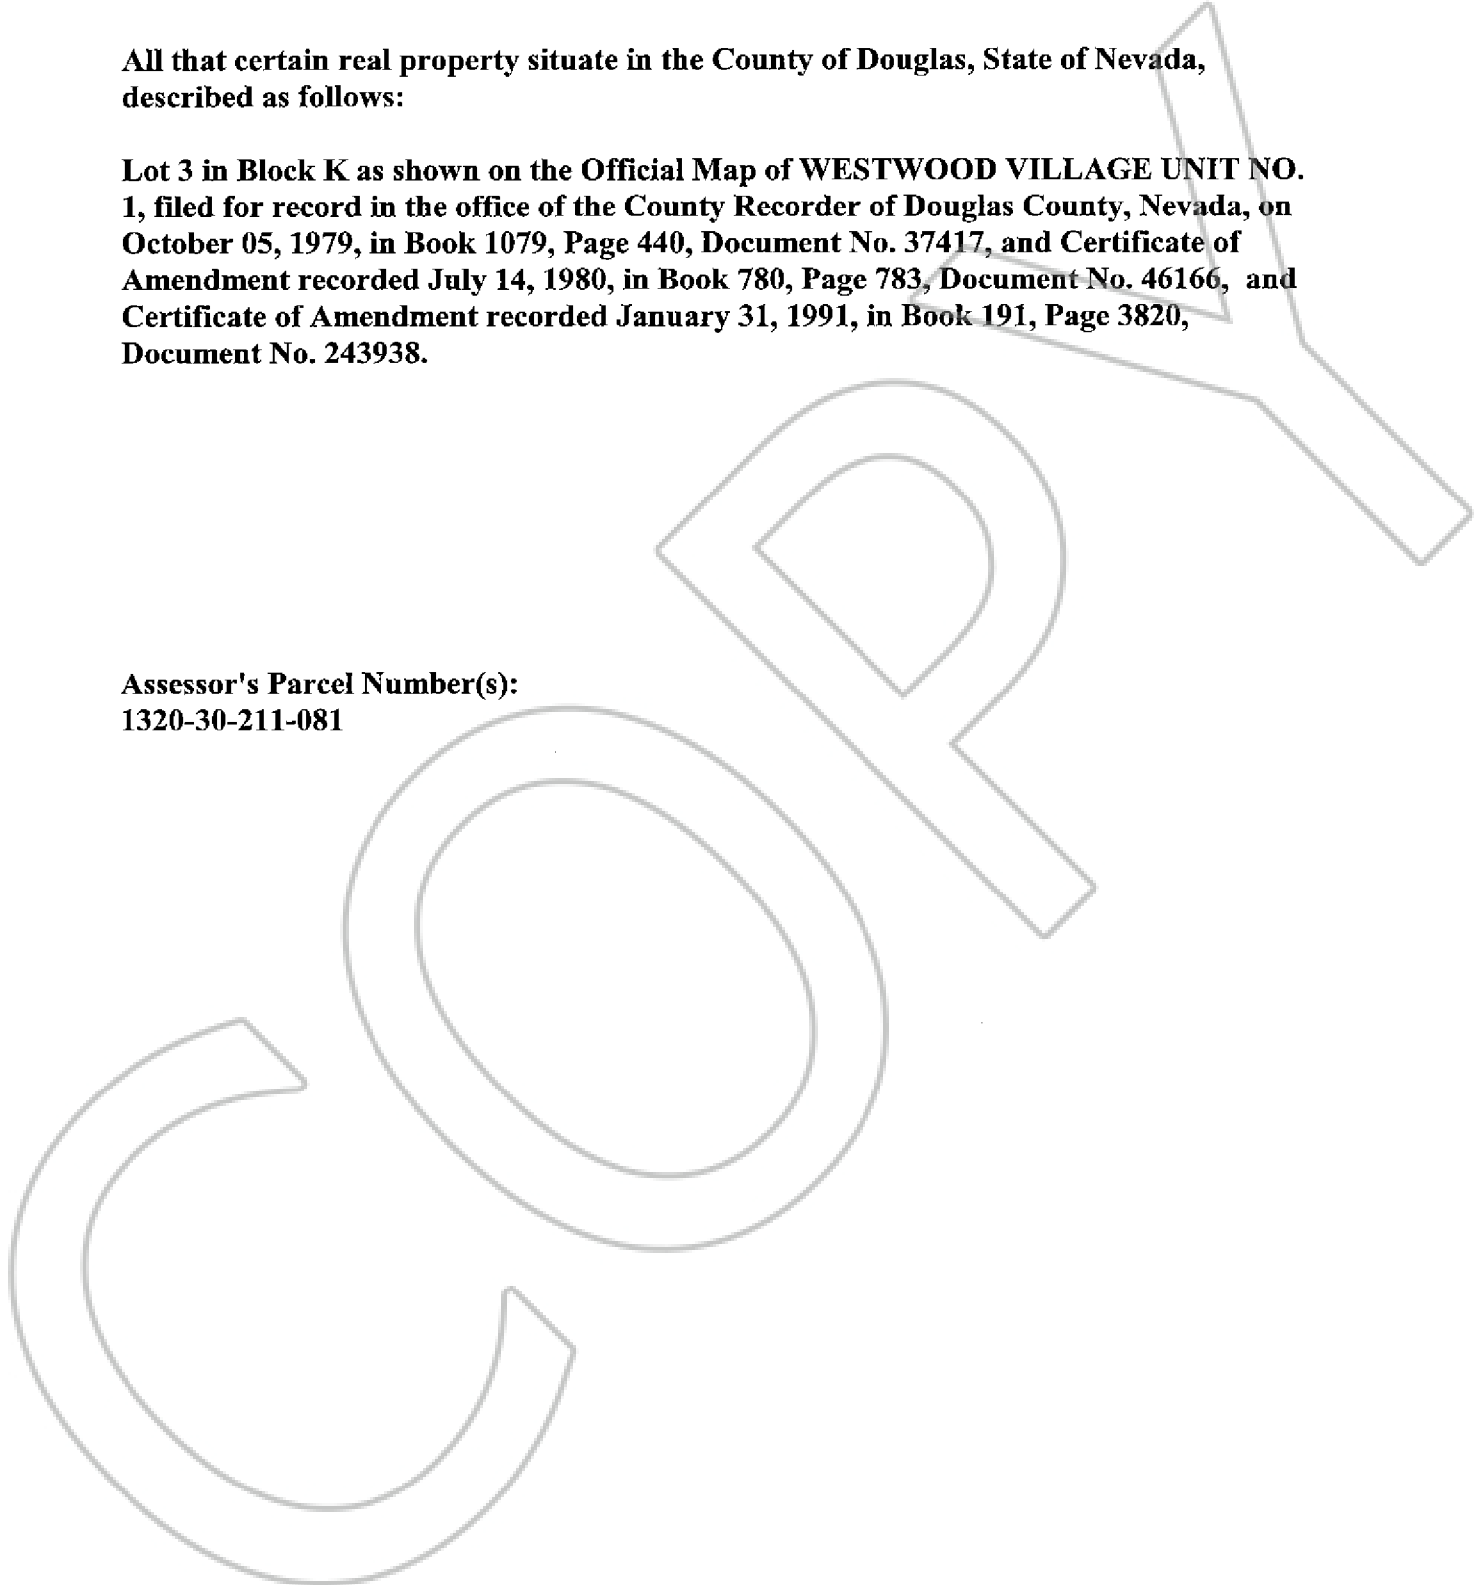 All that certain real property situate in the County of Douglas, State of Nevada,
described as follows:
Lot 3 in Block K as shown on the Official Map of WESTWOOD VILLAGE UNIT NO.
1, filed for record in the office of the County Recorder of Douglas County, Nevada, on
October 05, 1979, in Book 1079, Page 440, Document No. 37417, and Certificate of
Amendment recorded July 14, 1980, in Book 780, Page 783, Document No. 46166, and
Certificate of Amendment recorded January 31, 1991, in Book 191, Page 3820,
Document No. 243938.
Assessor's Parcel Number(s):
1320-30-211-081
COPY